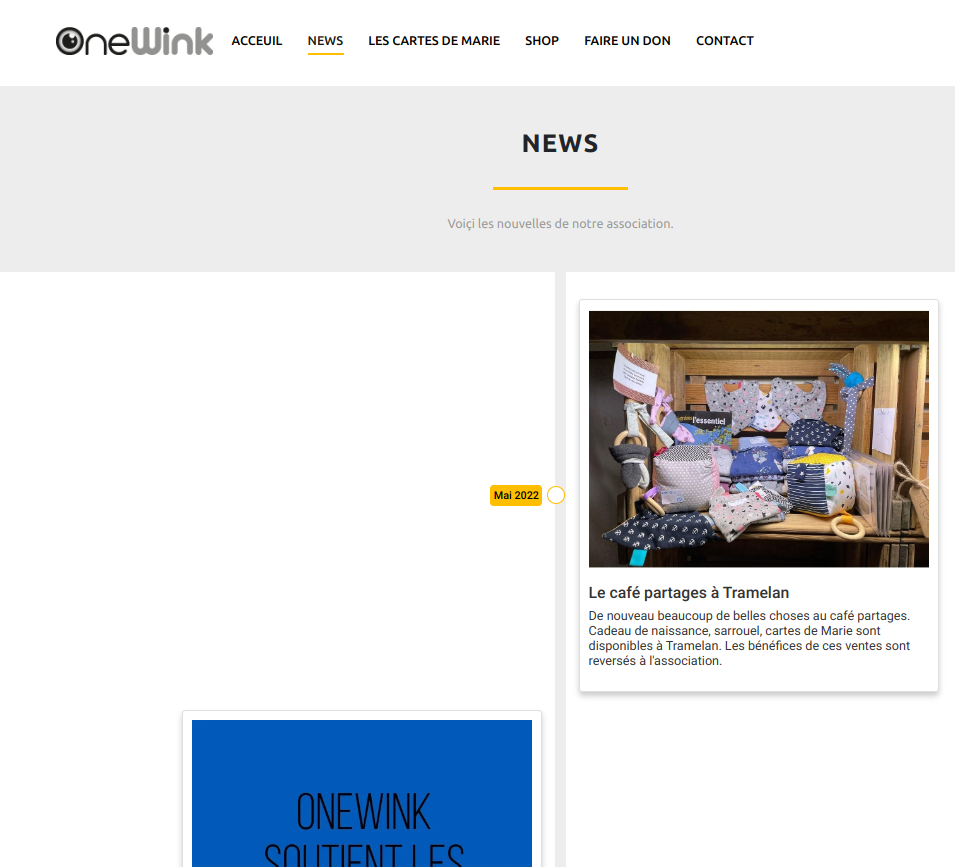 OneWink
ACCEUIL
NEWS
LES CARTES DE MARIE
SHOP
FAIRE UN DON
CONTACT
NEWS
Voiçi les nouvelles de notre association.
Mai 2022
l'essentiel
Le café partages à Tramelan
De nouveau beaucoup de belles choses au café partages.
Cadeau de naissance, sarrouel, cartes de Marie sont
disponibles à Tramelan. Les bénéfices de ces ventes sont
reversés à l'association.
ONEWINK
SOUTIENT LES